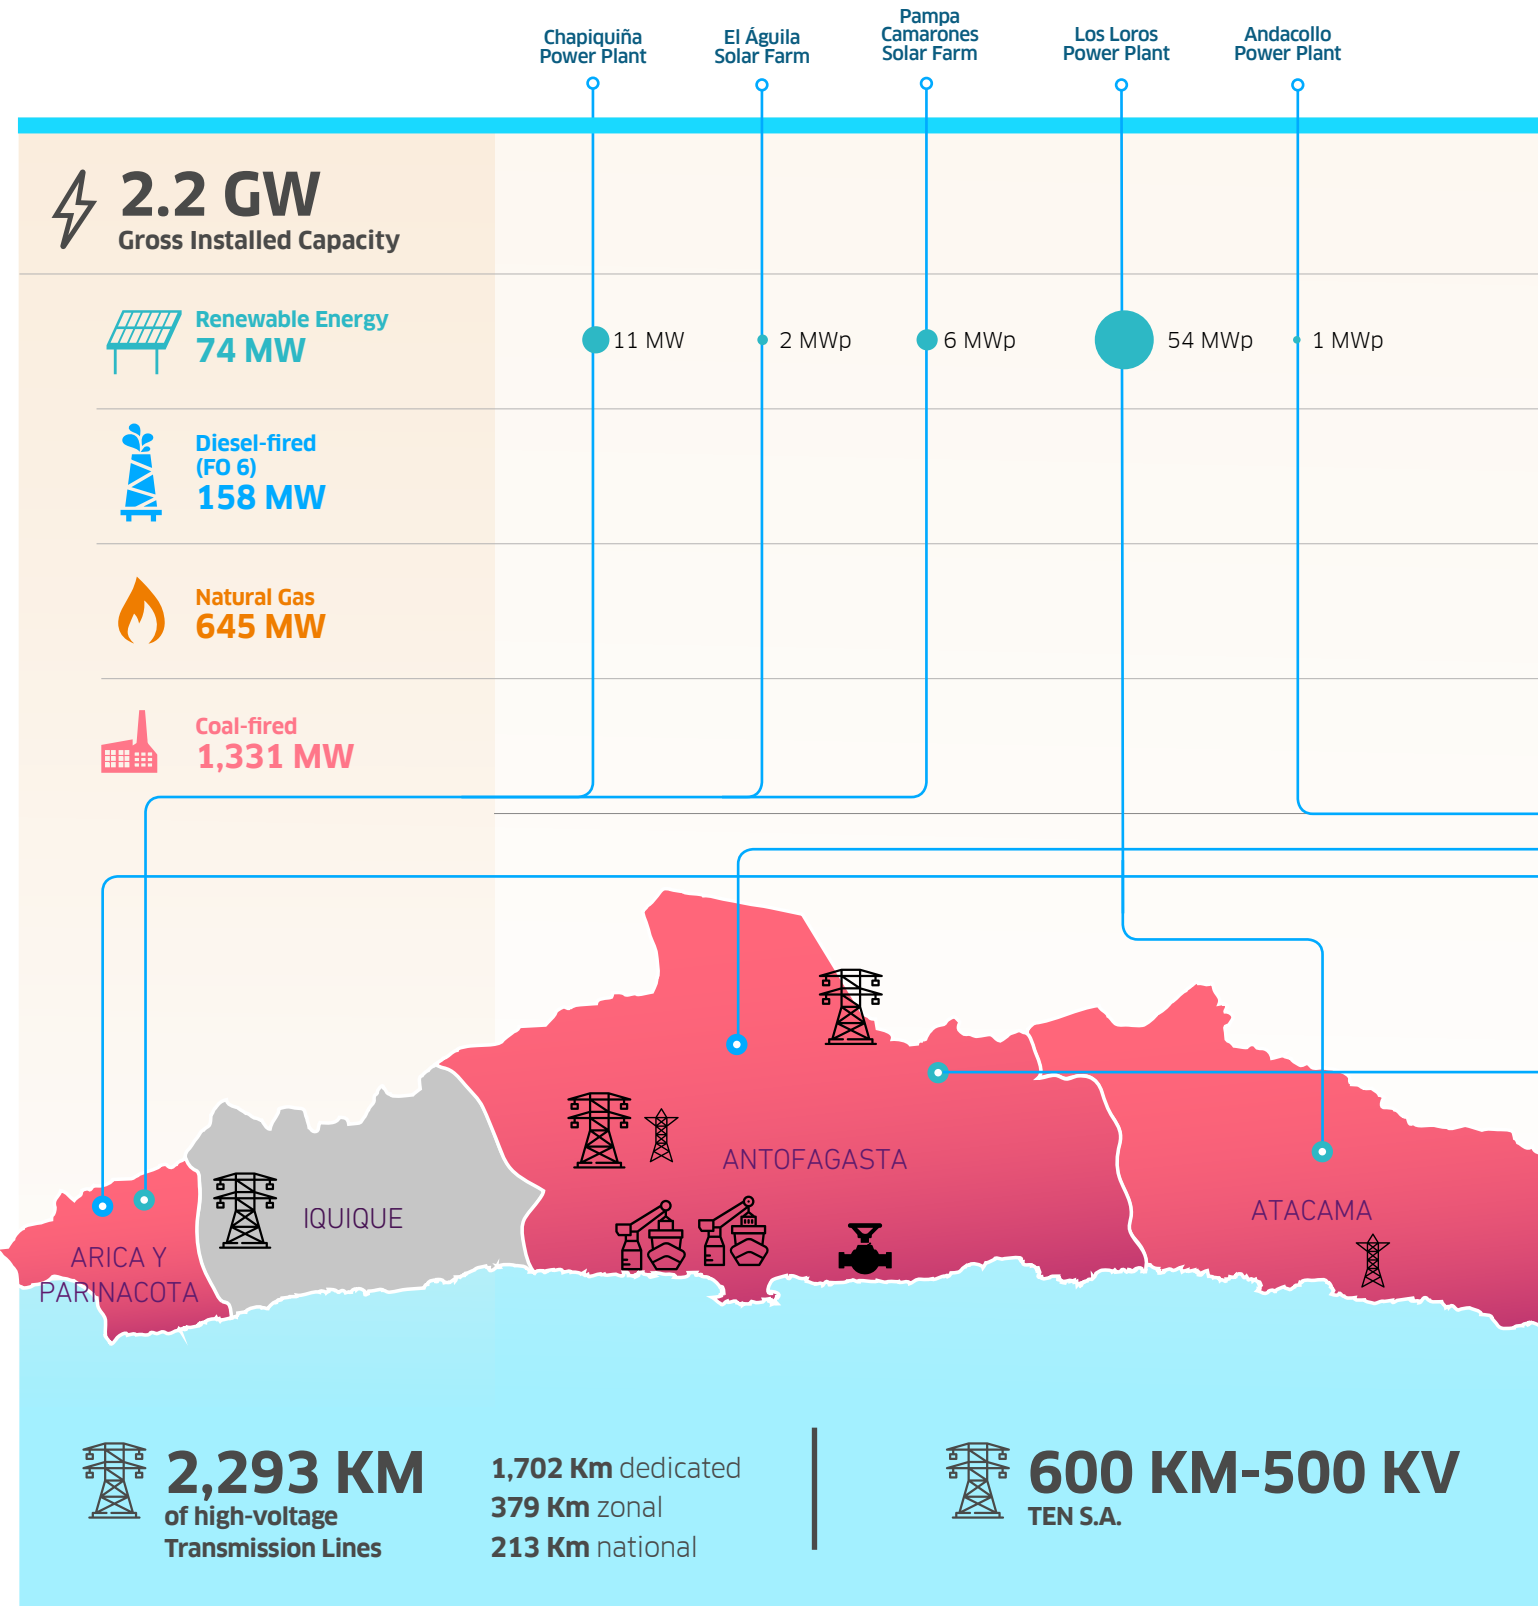 Chapiquiña
Power Plant
El Águila
Solar Farm
Pampa
Camarones
Solar Farm
Los Loros
Power Plant
Andacollo
Power Plant
2.2 GW
Gross Installed Capacity
Renewable Energy
74 MW
11 MW
2 MWp
6 MWp
54 MWp
1 MWp
Diesel-fired
(FO 6)
158 MW
Natural Gas
645 MW
Coal-fired
1,331 MW
ARICA Y
PARINACOTA
IQUIQUE
ANTOFAGASTA
ATACAMA
2,293 KM
of high-voltage
Transmission Lines
1,702 Km dedicated
379 Km zonal
213 Km national
600 KM-500 KV
TEN S.A.